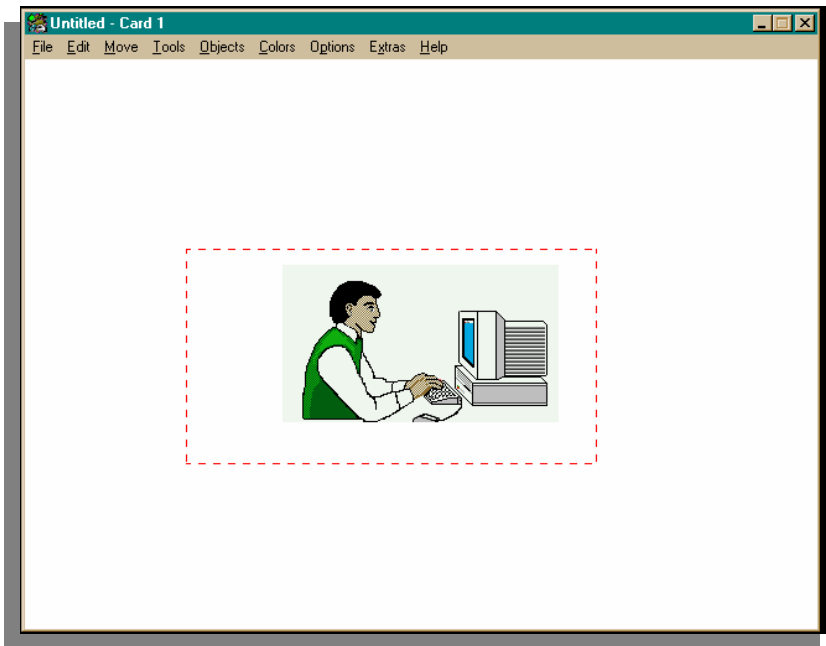 Untitled - Card 1
File Edit Move Tools Objects Colors Options Extras Help